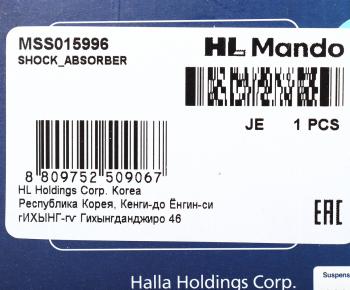 MSS015996
HL Mando
SHOCK_ABSORBER
JE 1 PCS
8 809752 509067
HL Holdings Corp. Korea
Республика Корея, Кенги-до Ёнгин-си
гИХЫНГ-гу Гихынгданджиро 46
EAC
Halla Holdings Corp.
Suspens